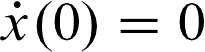 ẋ(0) = 0